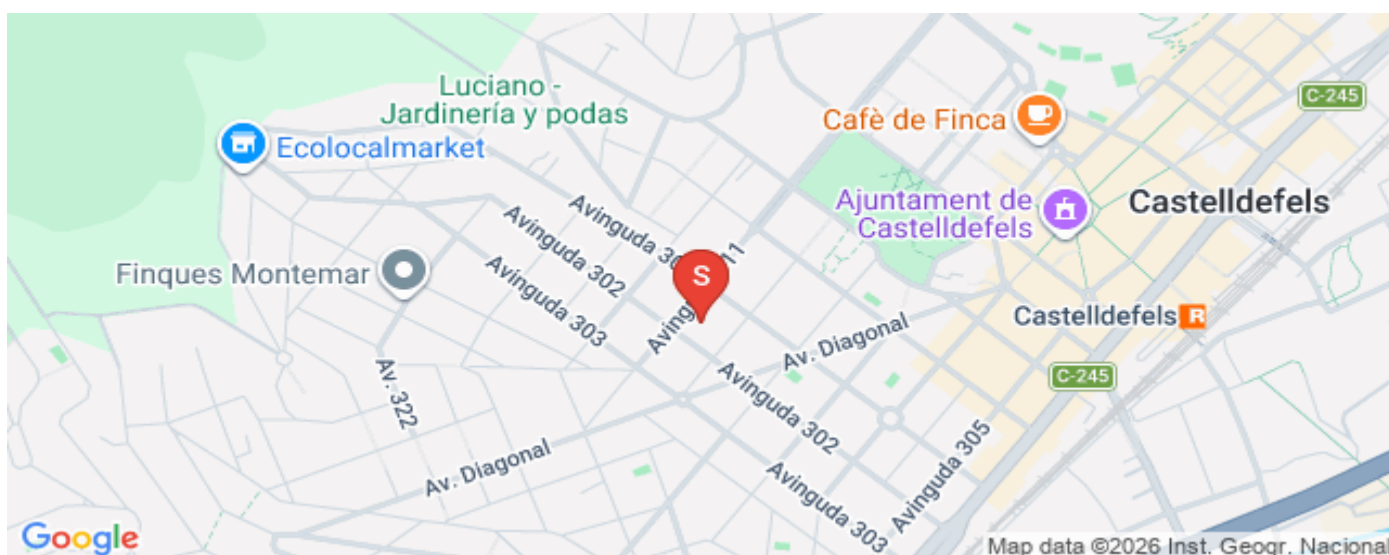 Luciano -
Jardinería y podas
Ecolocalmarket
Cafè de Finca
C-245
Ajuntament de
Castelldefels
Castelldefels
Avinguda 302
S
11
Finques Montemar
Avinguda 303
Castelldefels
R
Av. Diagonal
C-245
Av. 322
Avinguda 302
Avinguda 305
Av. Diagonal
Avinguda 303
Google
Map data ©2026 Inst. Geogr. Nacional